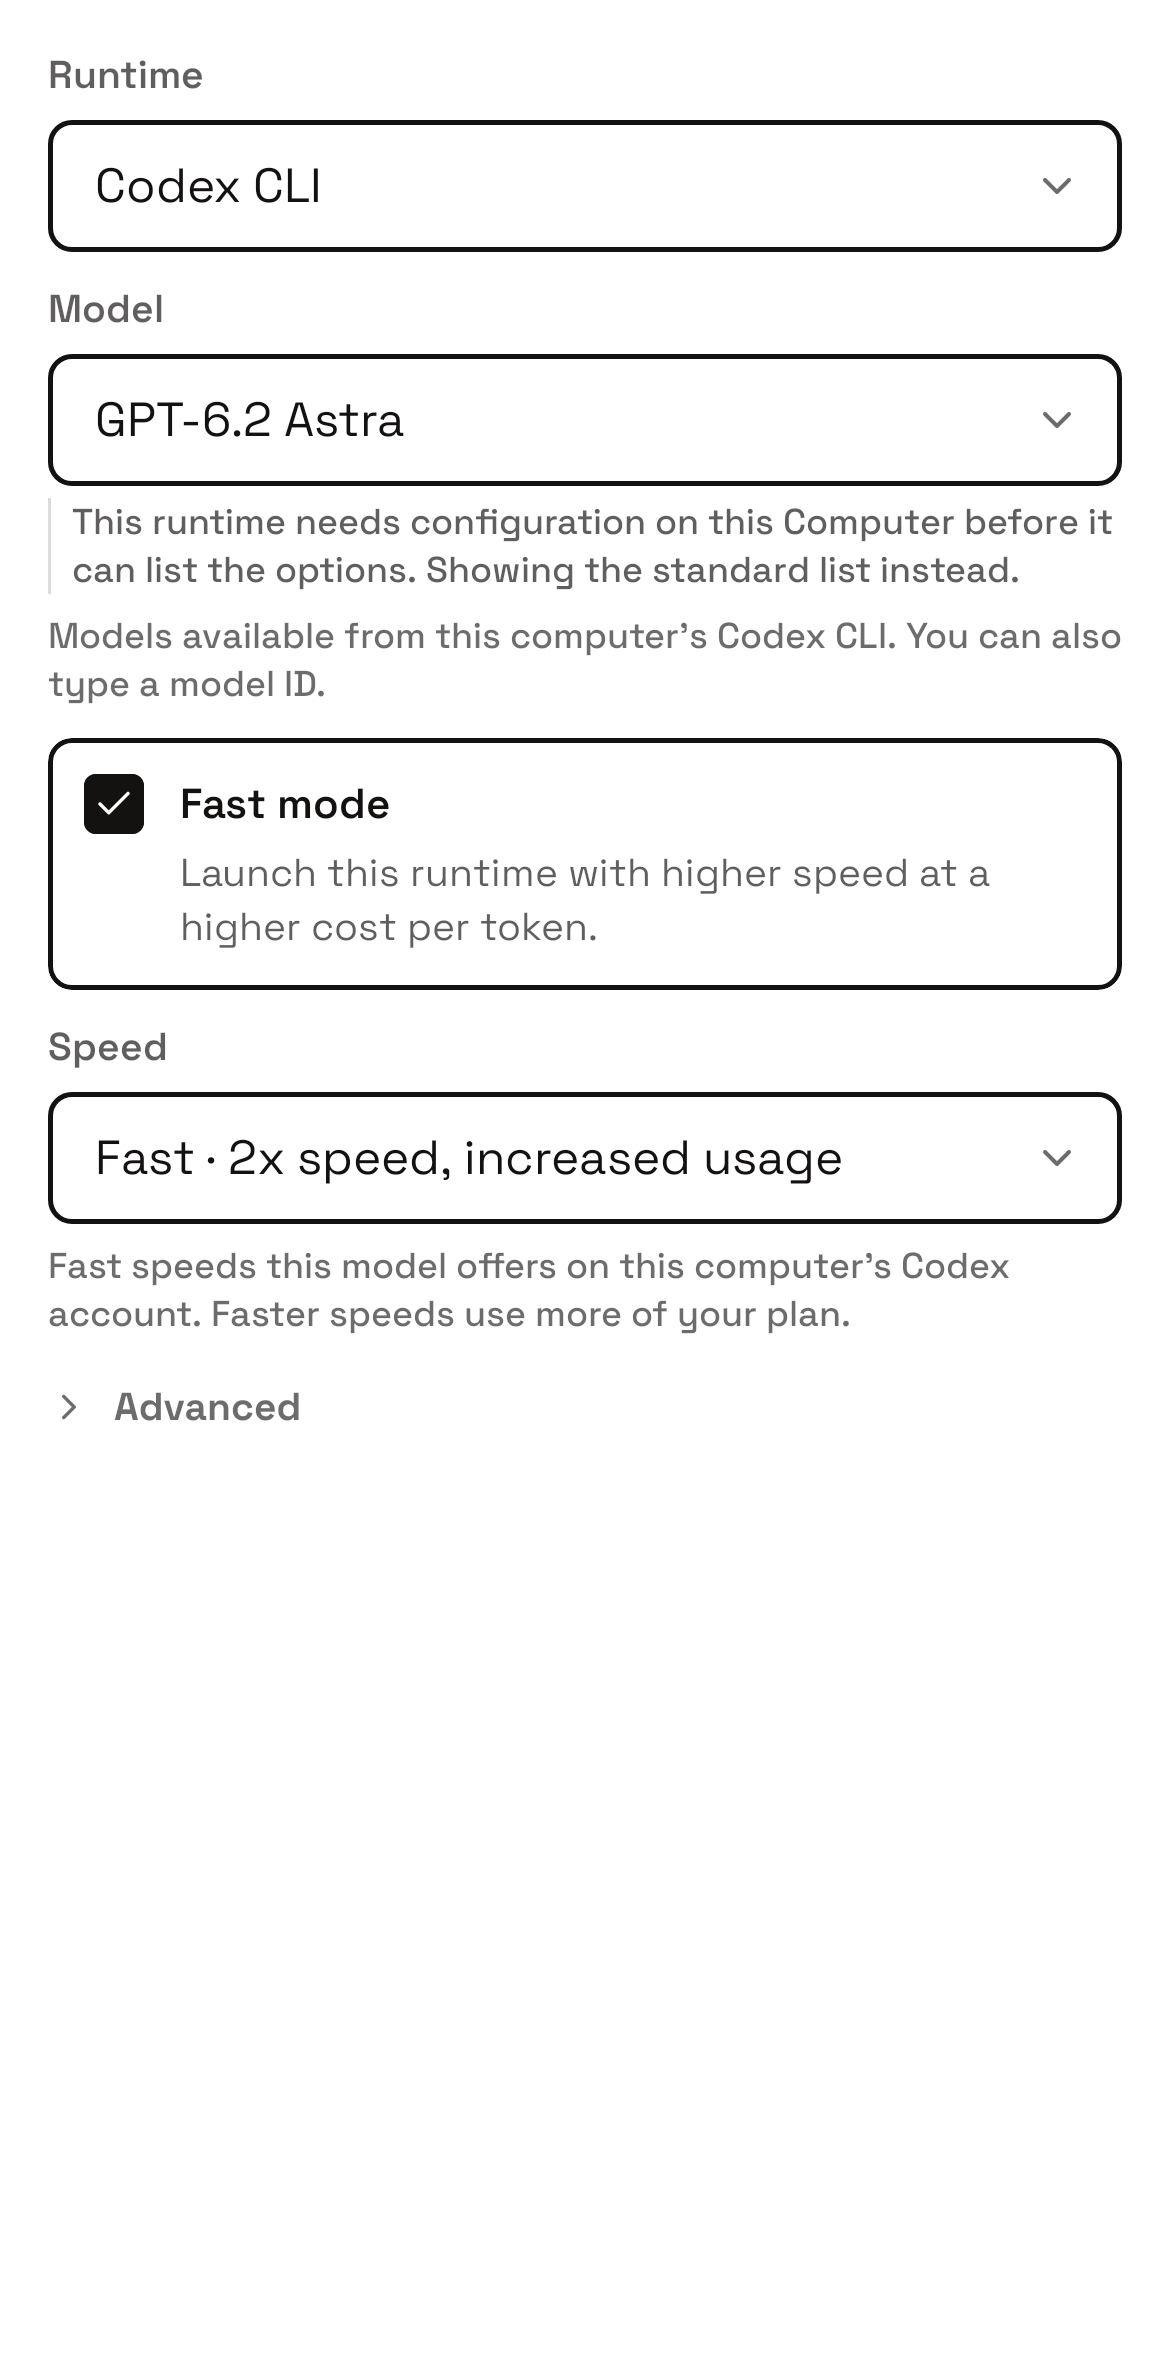 Runtime
Codex CLI
Model
GPT-6.2 Astra
This runtime needs configuration on this Computer before it
can list the options. Showing the standard list instead.
Models available from this computer’s Codex CLI. You can also
type a model ID.
Fast mode
Launch this runtime with higher speed at a
higher cost per token.
Speed
Fast · 2x speed, increased usage
Fast speeds this model offers on this computer’s Codex
account. Faster speeds use more of your plan.
Advanced